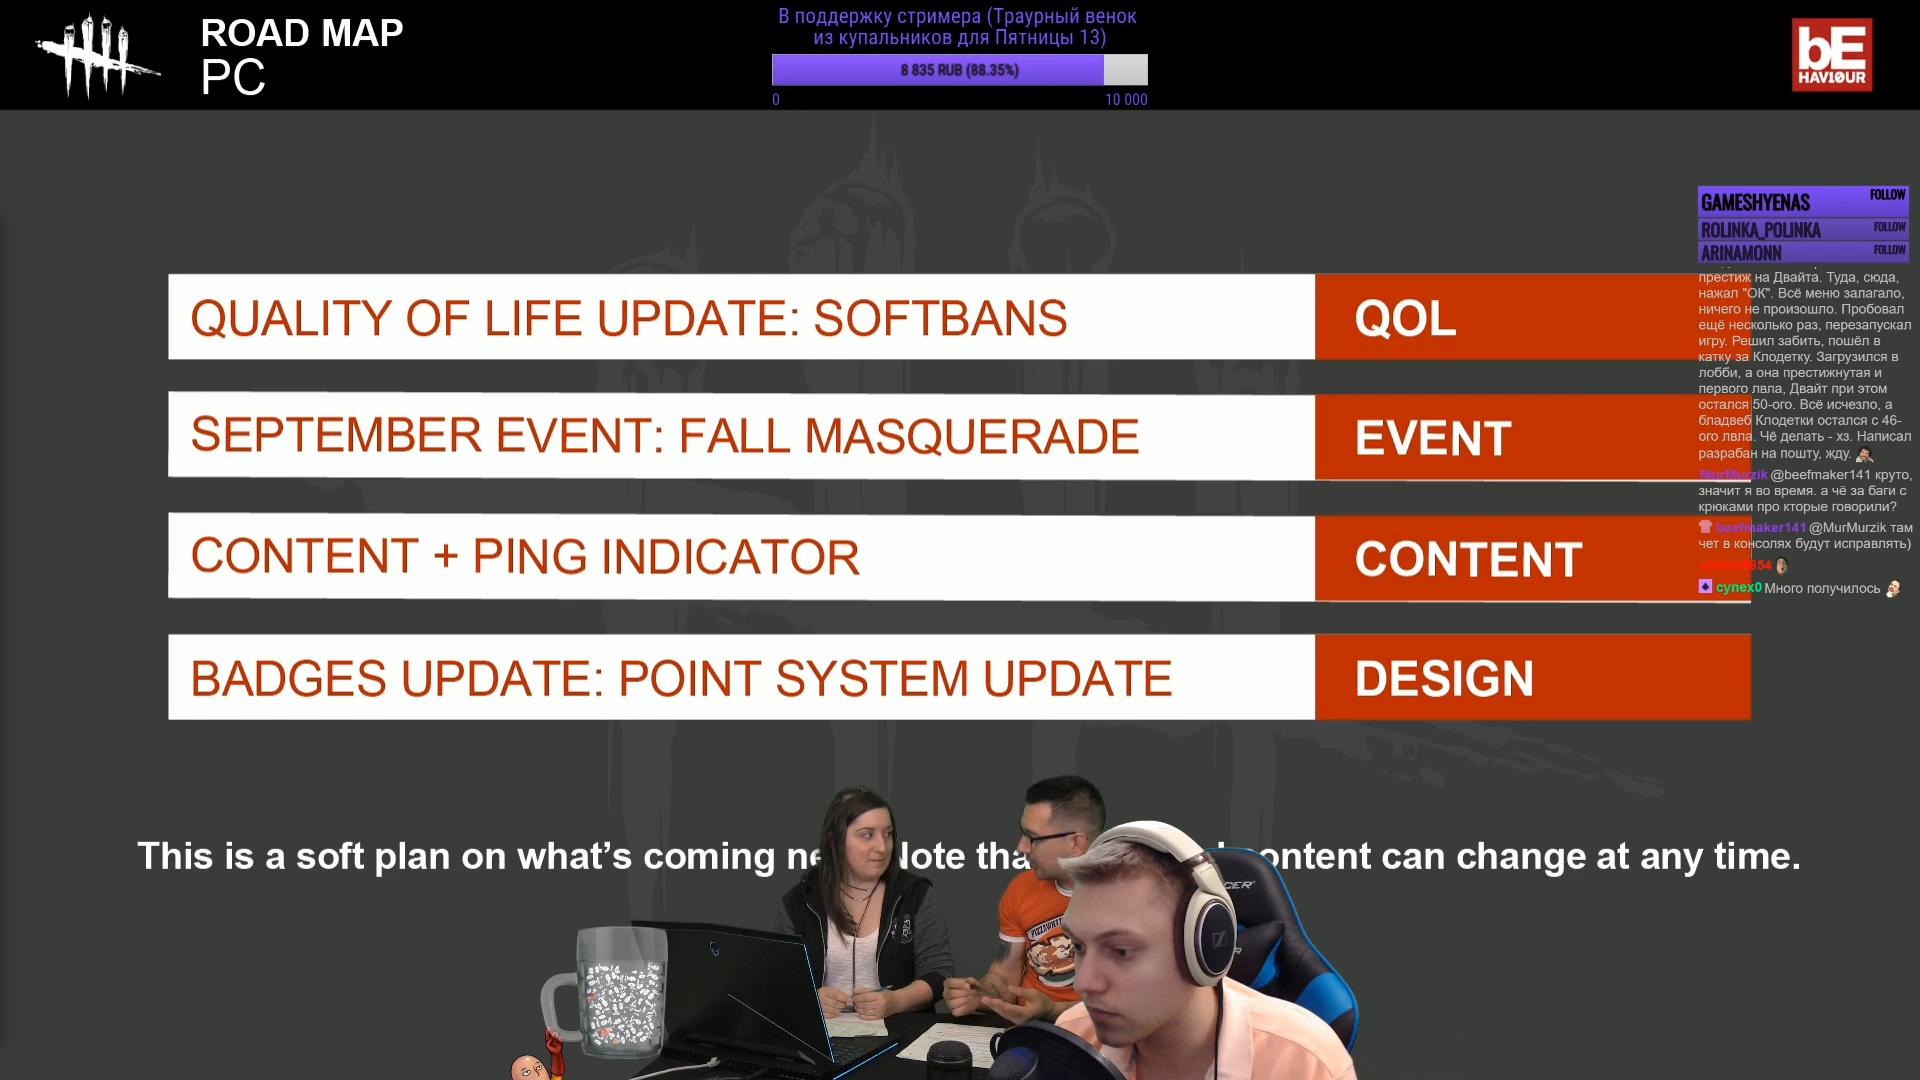 ROAD MAP
PC
В поддержку стримера (Траурный венок
из купальников для Пятницы 13)
8 835 RUB (88.35%)
0
10 000
bE
HAVIOUR
GAMESHYENAS FOLLOW
ROLINKA_POLINKA FOLLOW
ARINAMONN FOLLOW
QUALITY OF LIFE UPDATE: SOFTBANS
QOL
SEPTEMBER EVENT: FALL MASQUERADE
EVENT
CONTENT + PING INDICATOR
CONTENT
BADGES UPDATE: POINT SYSTEM UPDATE
DESIGN
престиж на Двайта. Туда, сюда,
нажал "ОК". Всё меню залагало,
ничего не произошло. Пробовал
ещё несколько раз, перезапускал
игру. Решил забить, пошёл в
катку за Клодетку. Загрузился в
лобби, а она престижнутая и
первого лвла, Двайт при этом
остался 50-ого. Всё исчезло, а
бладвеб Клодетки остался с 46-
ого лвла. Чё делать - хз. Написал
разрабан на пошту, жду.
MurMurzik @beefmaker141 круто,
значит я во время. а чё за баги с
крюками про кторые говорили?
beefmaker141 @MurMurzik там
чет в консолях будут исправлять)
cynex0 Много получилось
This is a soft plan on what’s coming Note content can change at any time.